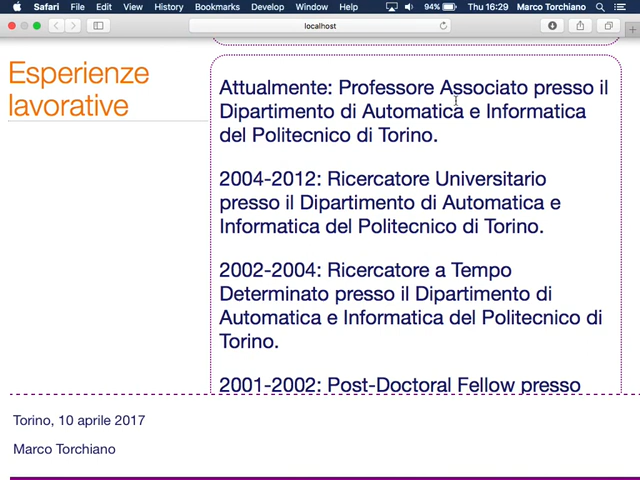 Safari File Edit View History Bookmarks Develop Window Help 94% Thu 16:29 Marco Torchiano
localhost
Esperienze
lavorative
Attualmente: Professore Associato presso il
Dipartimento di Automatica e Informatica
del Politecnico di Torino.
2004-2012: Ricercatore Universitario
presso il Dipartimento di Automatica e
Informatica del Politecnico di Torino.
2002-2004: Ricercatore a Tempo
Determinato presso il Dipartimento di
Automatica e Informatica del Politecnico di
Torino.
2001-2002: Post-Doctoral Fellow presso
Torino, 10 aprile 2017
Marco Torchiano